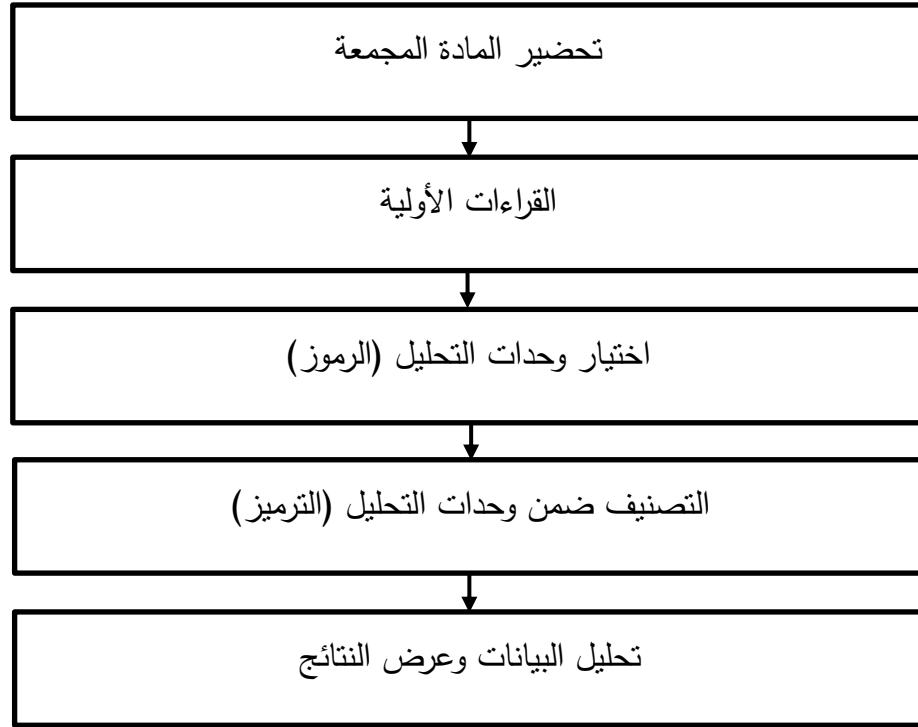 تحضير المادة المجمعة
القراءات الأولية
اختيار وحدات التحليل (الرموز)
التصنيف ضمن وحدات التحليل (الترميز)
تحليل البيانات وعرض النتائج